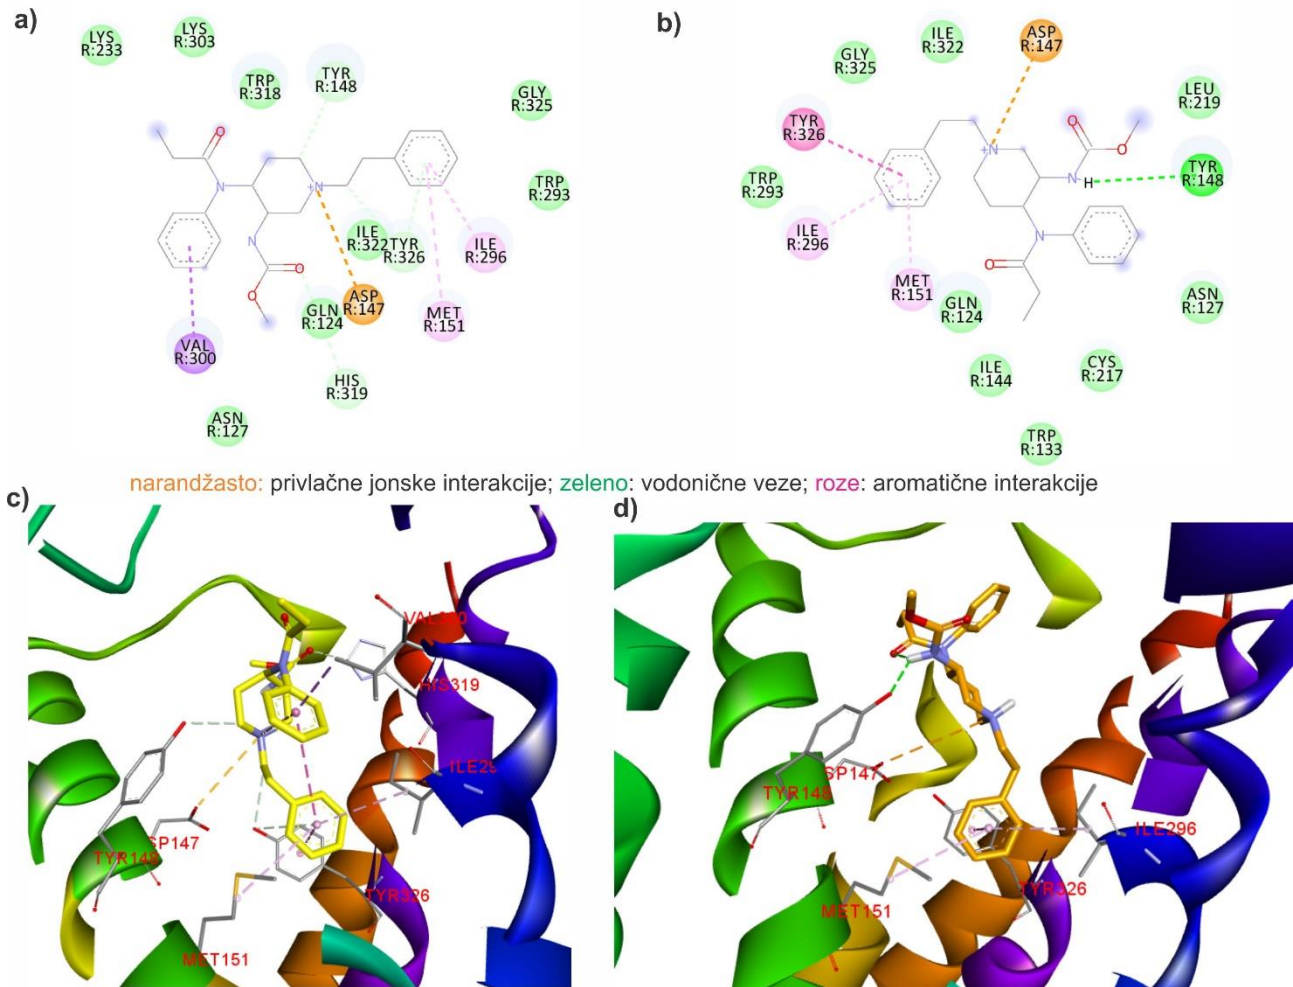 a)
LYS
R:233
LYS
R:303
TRP
R:318
TYR
R:148
GLY
R:325
TRP
R:293
O
N
N+
N
O
O
ILE
R:322
TYR
R:326
ILE
R:296
GLN
R:124
ASP
R:147
MET
R:151
VAL
R:300
HIS
R:319
ASN
R:127
b)
ILE
R:322
ASP
R:147
GLY
R:325
LEU
R:219
TYR
R:326
O
O
N+
N
H
TYR
R:148
TRP
R:293
ILE
R:296
N
O
MET
R:151
GLN
R:124
ASN
R:127
ILE
R:144
CYS
R:217
TRP
R:133
narandžasto: privlačne jonske interakcije; zeleno: vodonične veze; roze: aromatične interakcije
c)
HIS319
SP147
TYR326
MET151
d)
SP147
TYR148
ILE296
TYR326
MET151